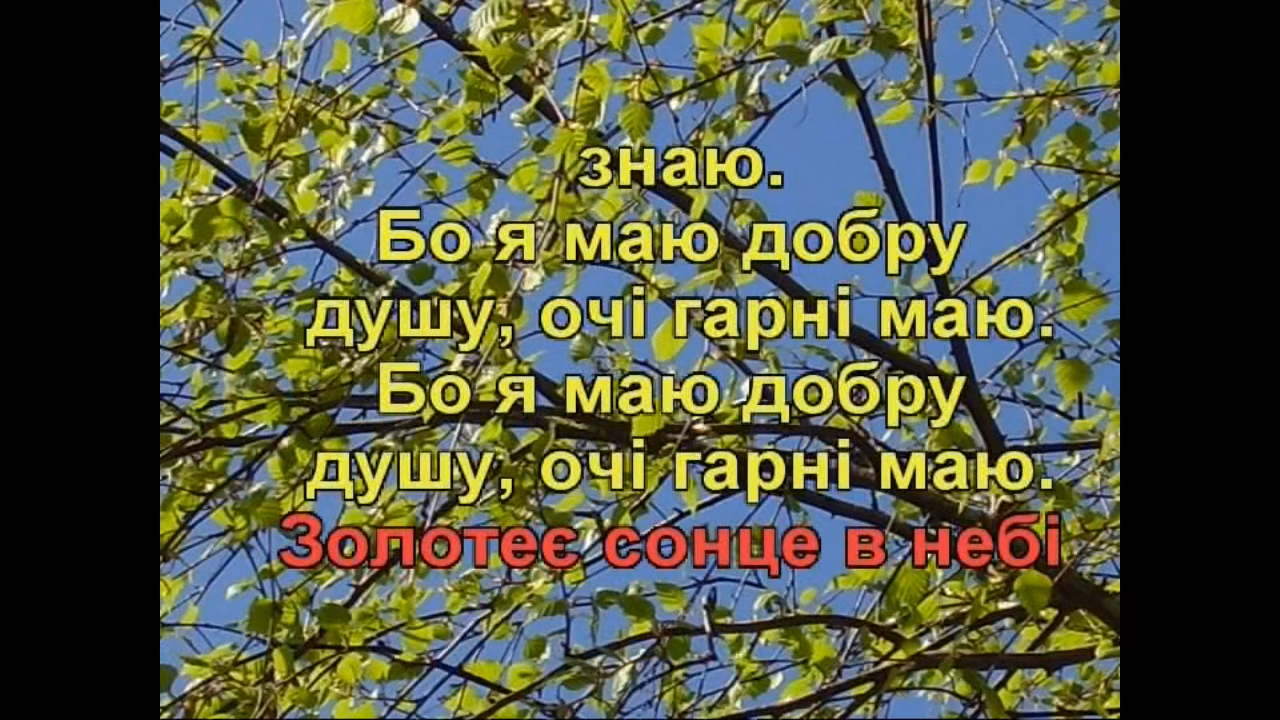 знаю.
Бо я маю добру
душу, очі гарні маю.
Бо я маю добру
душу, очі гарні маю.
Золотеє сонце в небі